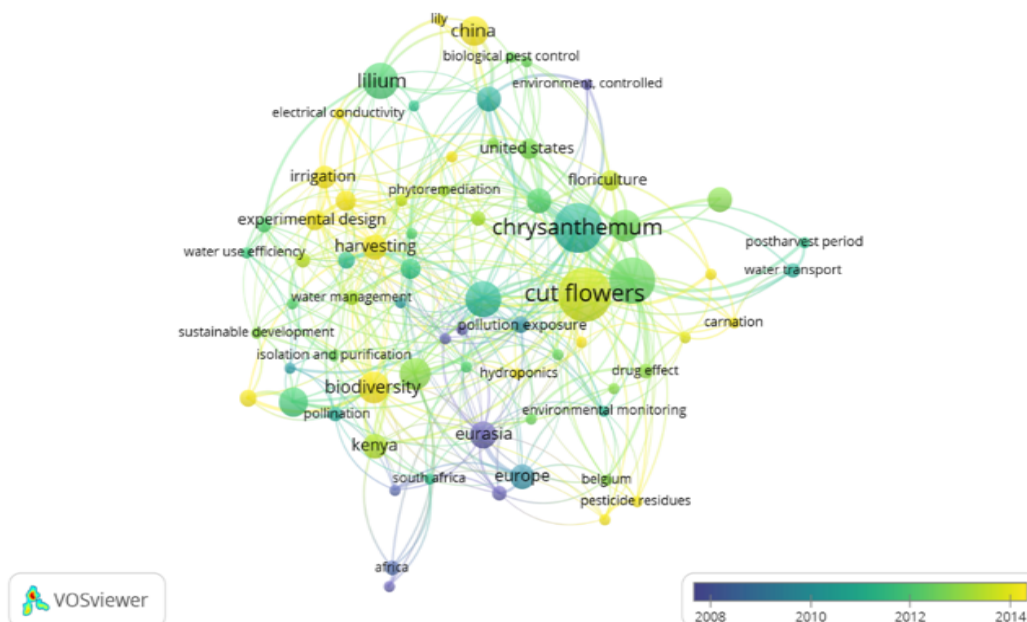 lily
china
biological pest control
lilium
environment, controlled
electrical conductivity
united states
irrigation
floriculture
phytoremediation
experimental design
chrysanthemum
harvesting
postharvest period
water use efficiency
water transport
cut flowers
water management
carnation
pollution exposure
sustainable development
isolation and purification
hydroponics
drug effect
biodiversity
environmental monitoring
pollination
eurasia
kenya
south africa
europe
belgium
pesticide residues
africa
VOSviewer
2008 2010 2012 2014